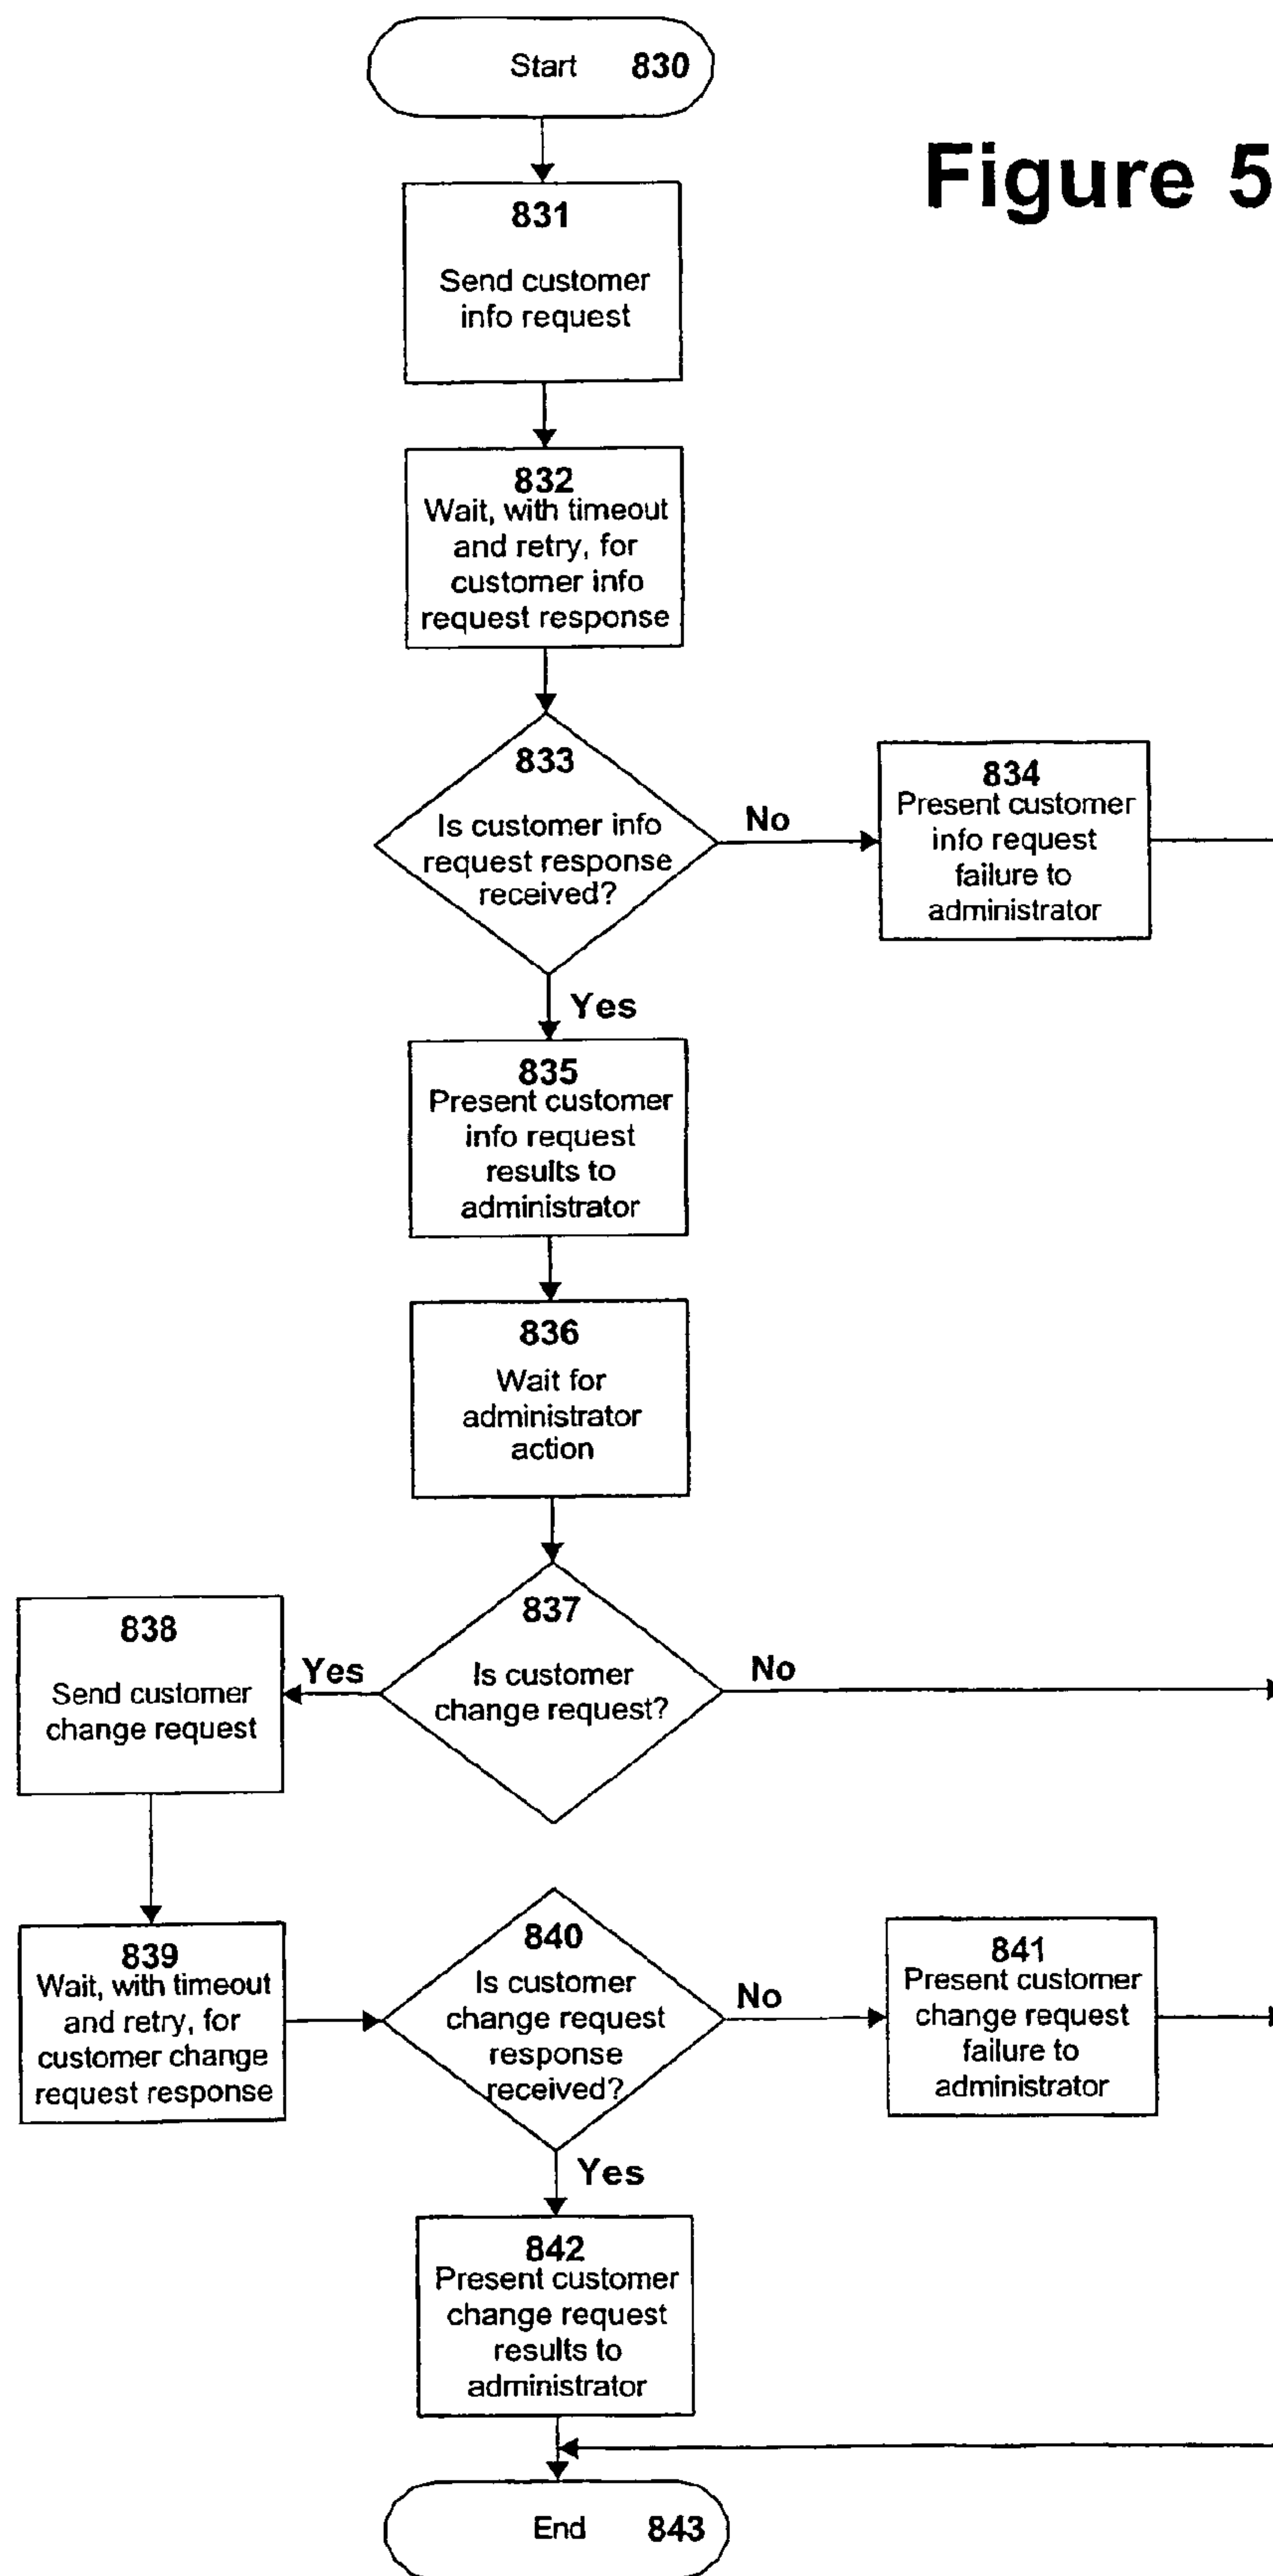 Start 830
Figure 5
831
Send customer
info request
832
Wait, with timeout
and retry, for
customer info
request response
833
Is customer info
request response
received?
No
834
Present customer
info request
failure to
administrator
Yes
835
Present customer
info request
results to
administrator
836
Wait for
administrator
action
837
Is customer
change request?
Yes
No
838
Send customer
change request
839
Wait, with timeout
and retry, for
customer change
request response
840
Is customer
change request
response
received?
No
841
Present customer
change request
failure to
administrator
Yes
842
Present customer
change request
results to
administrator
End 843